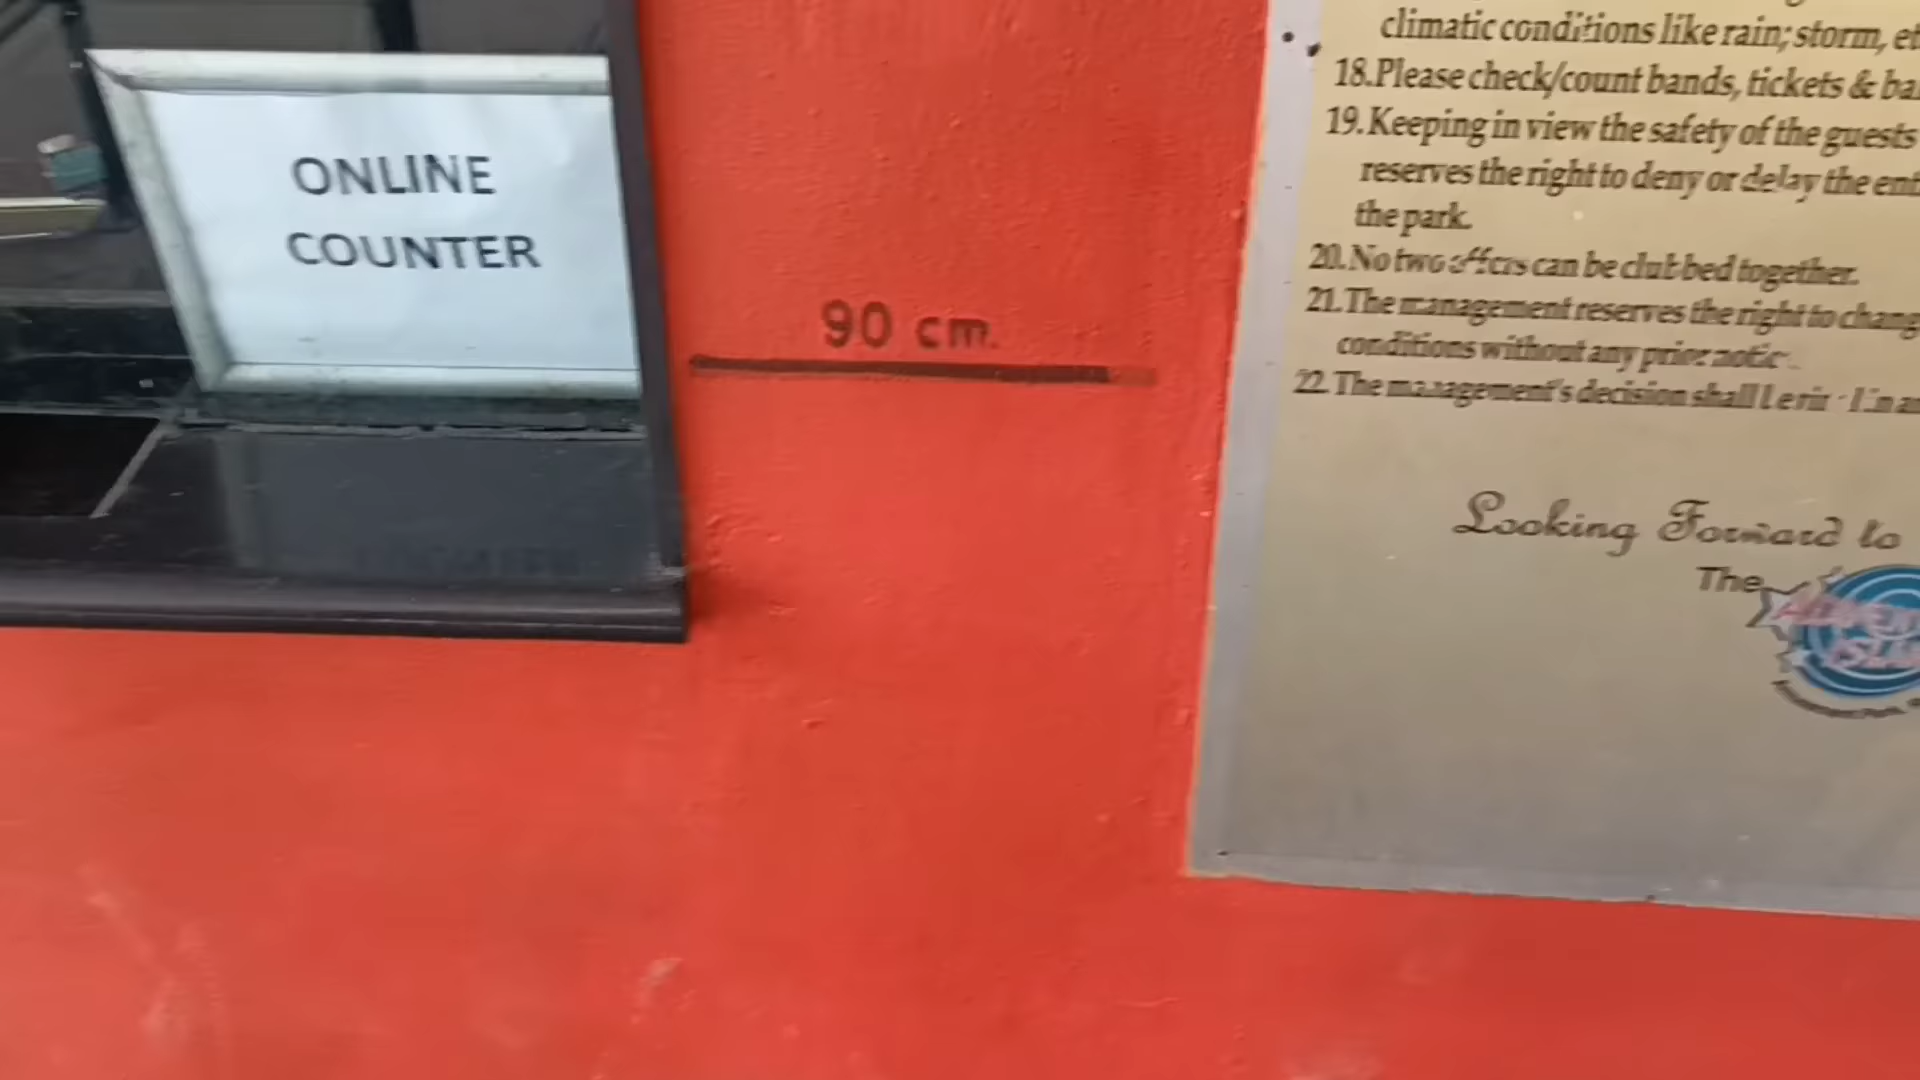 ONLINE
COUNTER
90 cm.
climatic conditions like rain, storm,
18.Please check/count bands, tickets &
19.Keeping in view the safety of the guests
reserves the right to deny or delay the
the park.
20.No two offers can be clubbed together.
21.The management reserves the right to
conditions without any prior notice.
22.The management's decision shall be
Looking Forward to
The